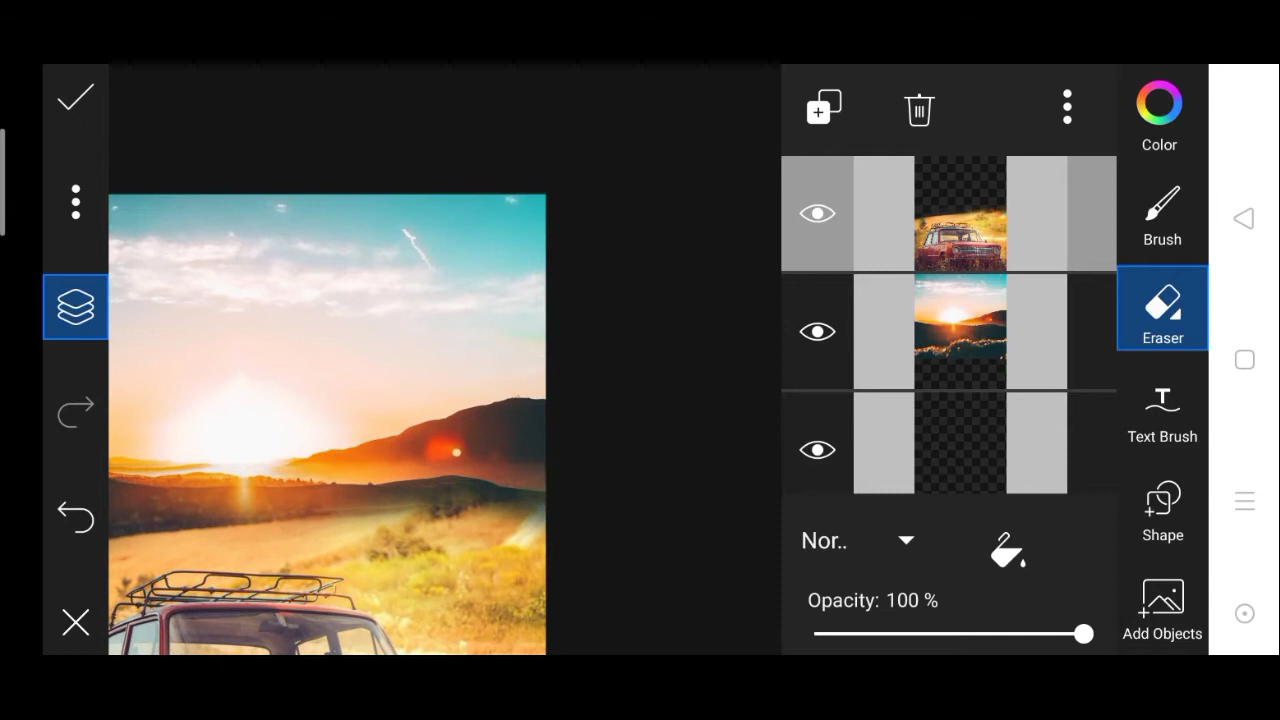 Color
Brush
Eraser
Text Brush
Shape
Add Objects
Nor..
Opacity: 100 %